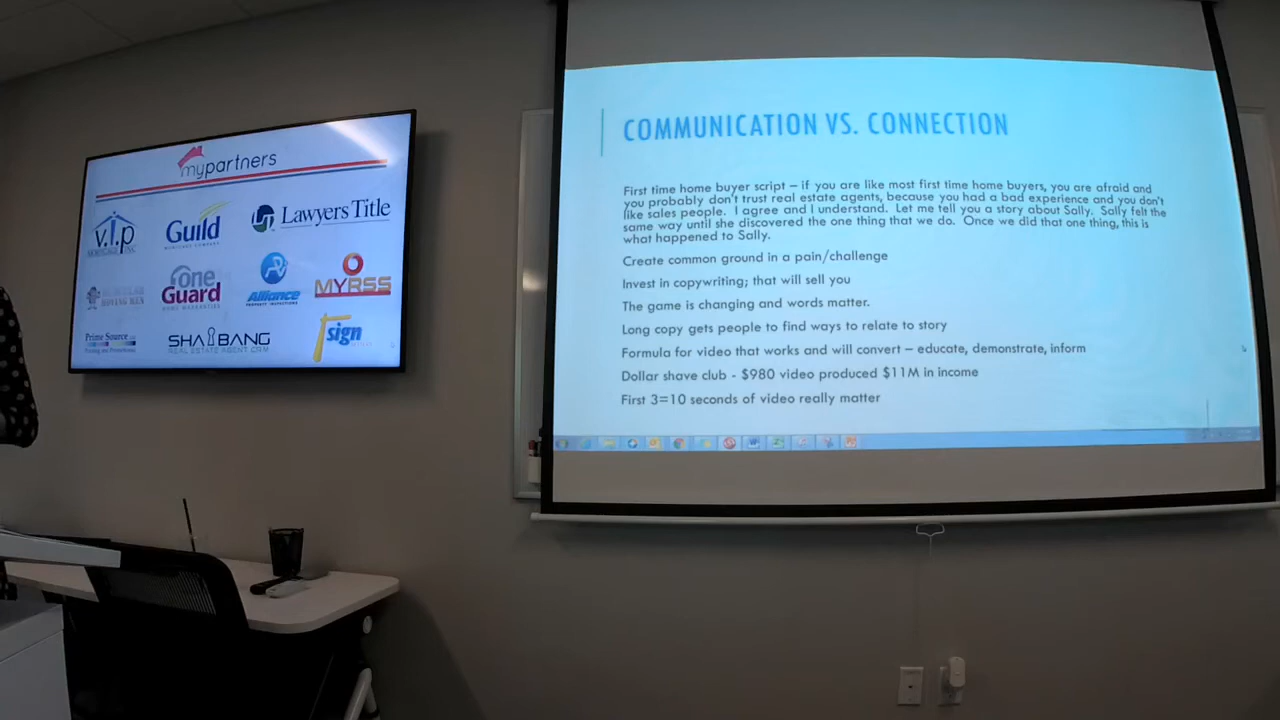 mypartners
v.i.p
MORTGAGE INC
Guild
MORTGAGE COMPANY
LT
Lawyers Title
MOVING MEN
one
Guard
HOME WARRANTIES
Alliance
PROPERTY INSPECTIONS
MYRSS
Prime Source
Printing and Promotional
SHABANG
REAL ESTATE AGENT.COM
sign
COMMUNICATION VS. CONNECTION
First time home buyer script – if you are like most first time home buyers, you are afraid and
you probably don't trust real estate agents, because you had a bad experience and you don't
like sales people. I agree and I understand. Let me tell you a story about Sally. Sally felt the
same way until she discovered the one thing that we do. Once we did that one thing, this is
what happened to Sally.
Create common ground in a pain/challenge
Invest in copywriting; that will sell you
The game is changing and words matter.
Long copy gets people to find ways to relate to story
Formula for video that works and will convert – educate, demonstrate, inform
Dollar shave club - $980 video produced $11M in income
First 3=10 seconds of video really matter